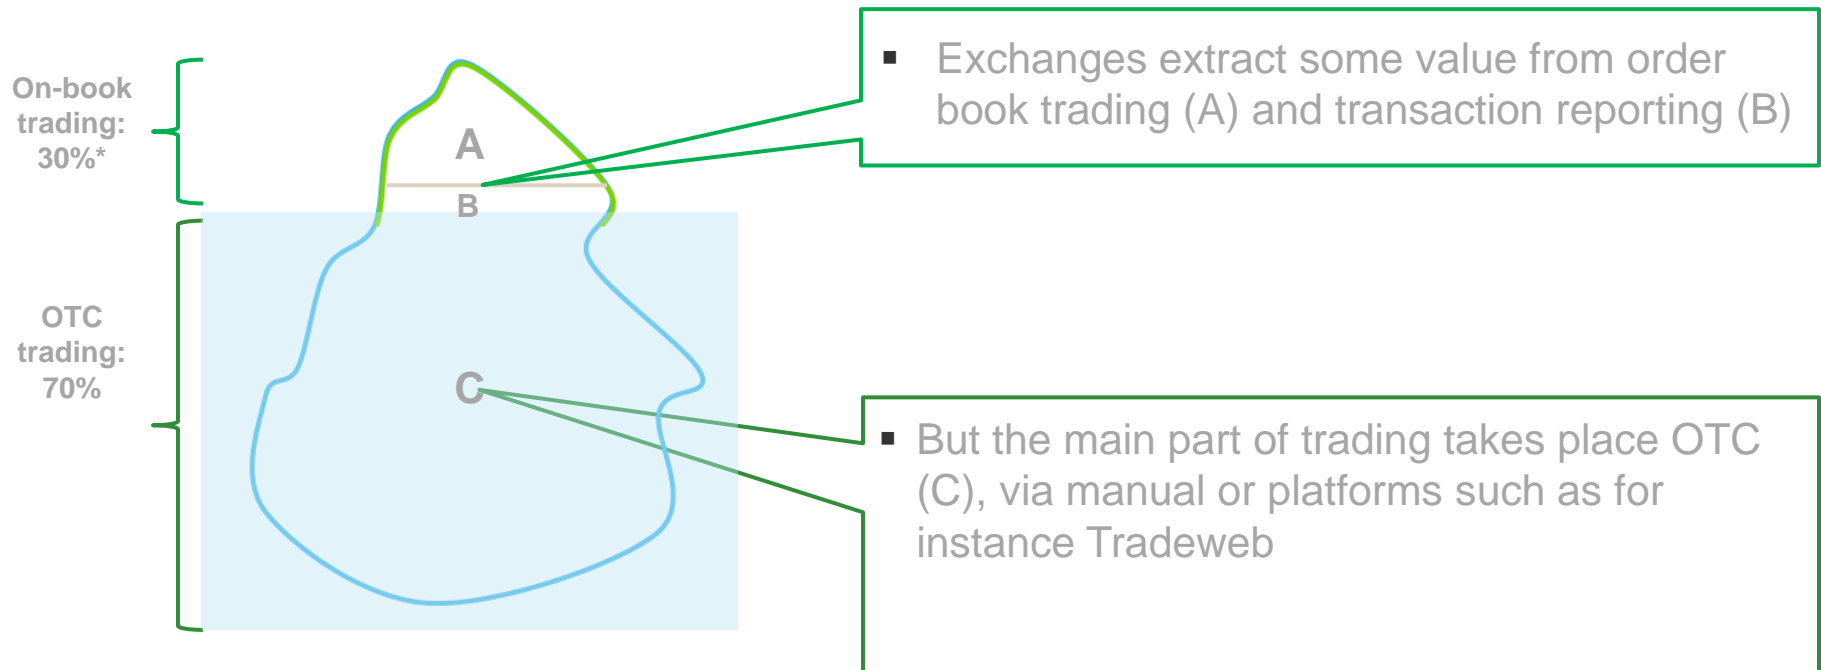 On-book
trading:
30%*
A
B
OTC
trading:
70%
C
▪ Exchanges extract some value from order
book trading (A) and transaction reporting (B)
▪ But the main part of trading takes place OTC
(C), via manual or platforms such as for
instance Tradeweb